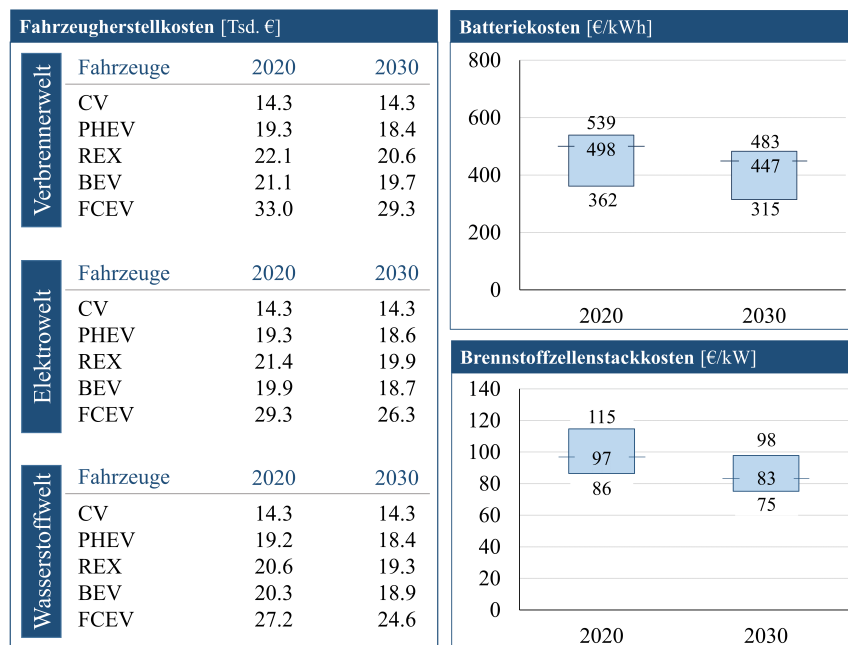 Fahrzeugherstellkosten [Tsd. €]
Verbrennerwelt
Fahrzeuge 2020 2030
CV 14.3 14.3
PHEV 19.3 18.4
REX 22.1 20.6
BEV 21.1 19.7
FCEV 33.0 29.3
Elektrowelt
Fahrzeuge 2020 2030
CV 14.3 14.3
PHEV 19.3 18.6
REX 21.4 19.9
BEV 19.9 18.7
FCEV 29.3 26.3
Wasserstoffwelt
Fahrzeuge 2020 2030
CV 14.3 14.3
PHEV 19.2 18.4
REX 20.6 19.3
BEV 20.3 18.9
FCEV 27.2 24.6
Batteriekosten [€/kWh]
800
600
400
200
0
539
498
362
483
447
315
2020 2030
Brennstoffzellenstackkosten [€/kW]
140
120
100
80
60
40
20
0
115
97
86
98
83
75
2020 2030